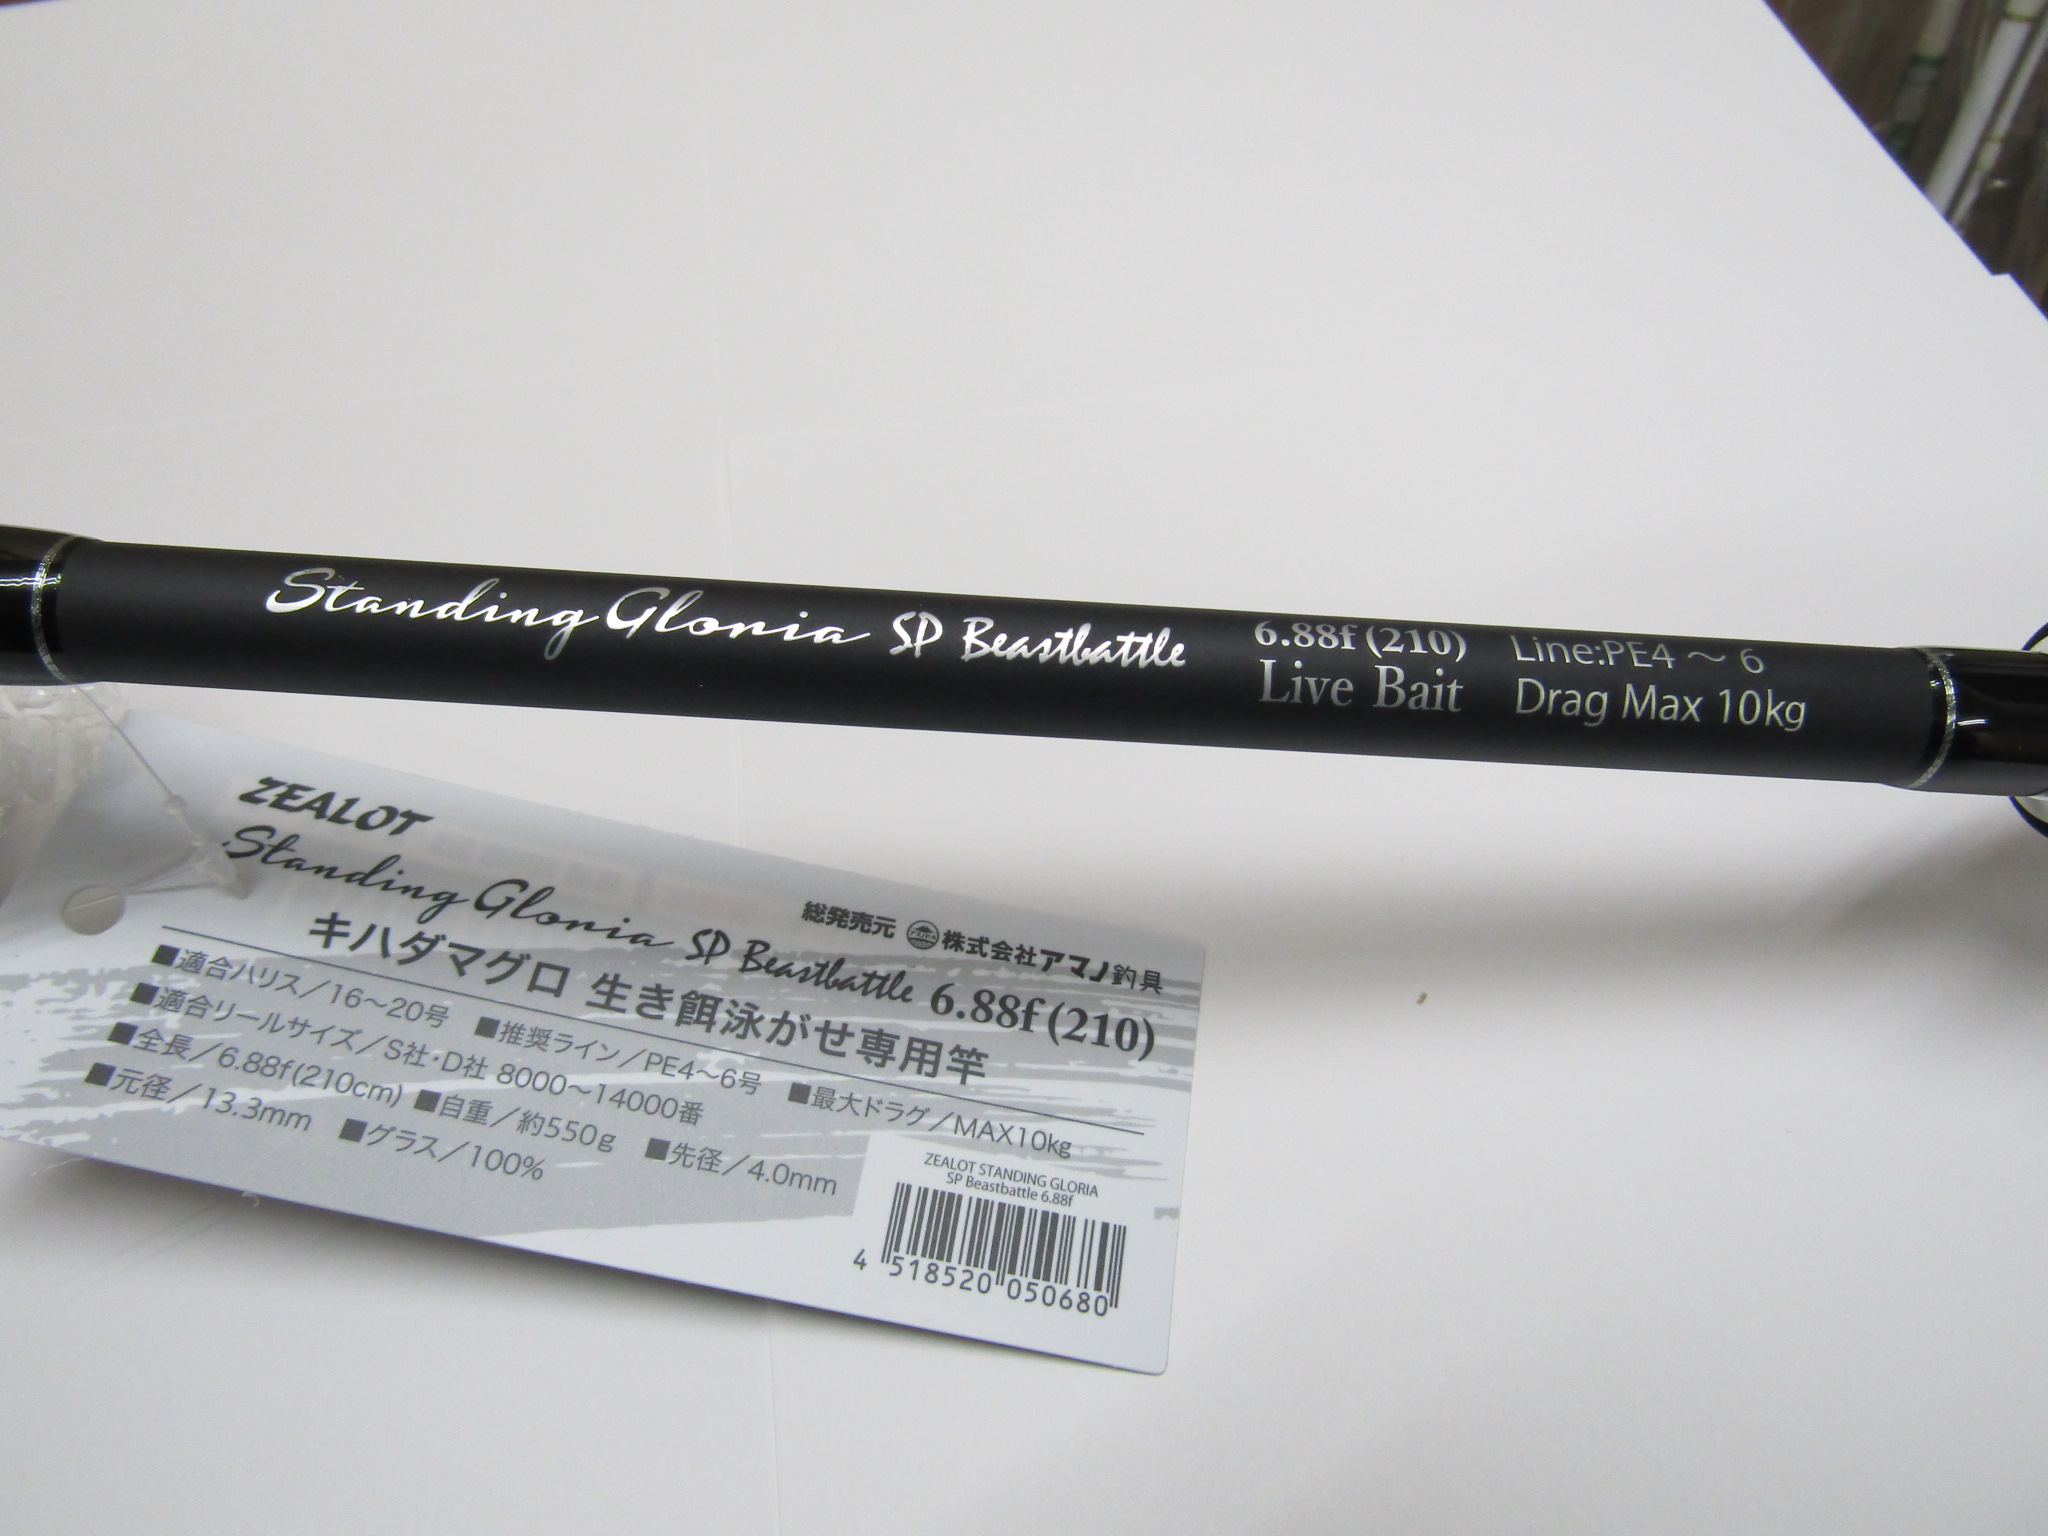 Standing Gloria SP Beastbattle 6.88f (210) Line:PE4 ～ 6
Live Bait Drag Max 10kg
ZEALOT
Standing Gloria SP Beastbattle 6.88f (210)
総発売元 アマノ釣具 株式会社アマノ釣具
キハダマグロ 生き餌泳がせ専用竿
■適合ハリス／16～20号 ■推奨ライン／PE4～6号 ■最大ドラグ／MAX10kg
■適合リールサイズ／S社・D社 8000～14000番
■全長／6.88f(210cm) ■自重／約550g ■先径／4.0mm
■元径／13.3mm ■グラス／100%
ZEALOT STANDING GLORIA
SP Beastbattle 6.88f
4 518520 050680